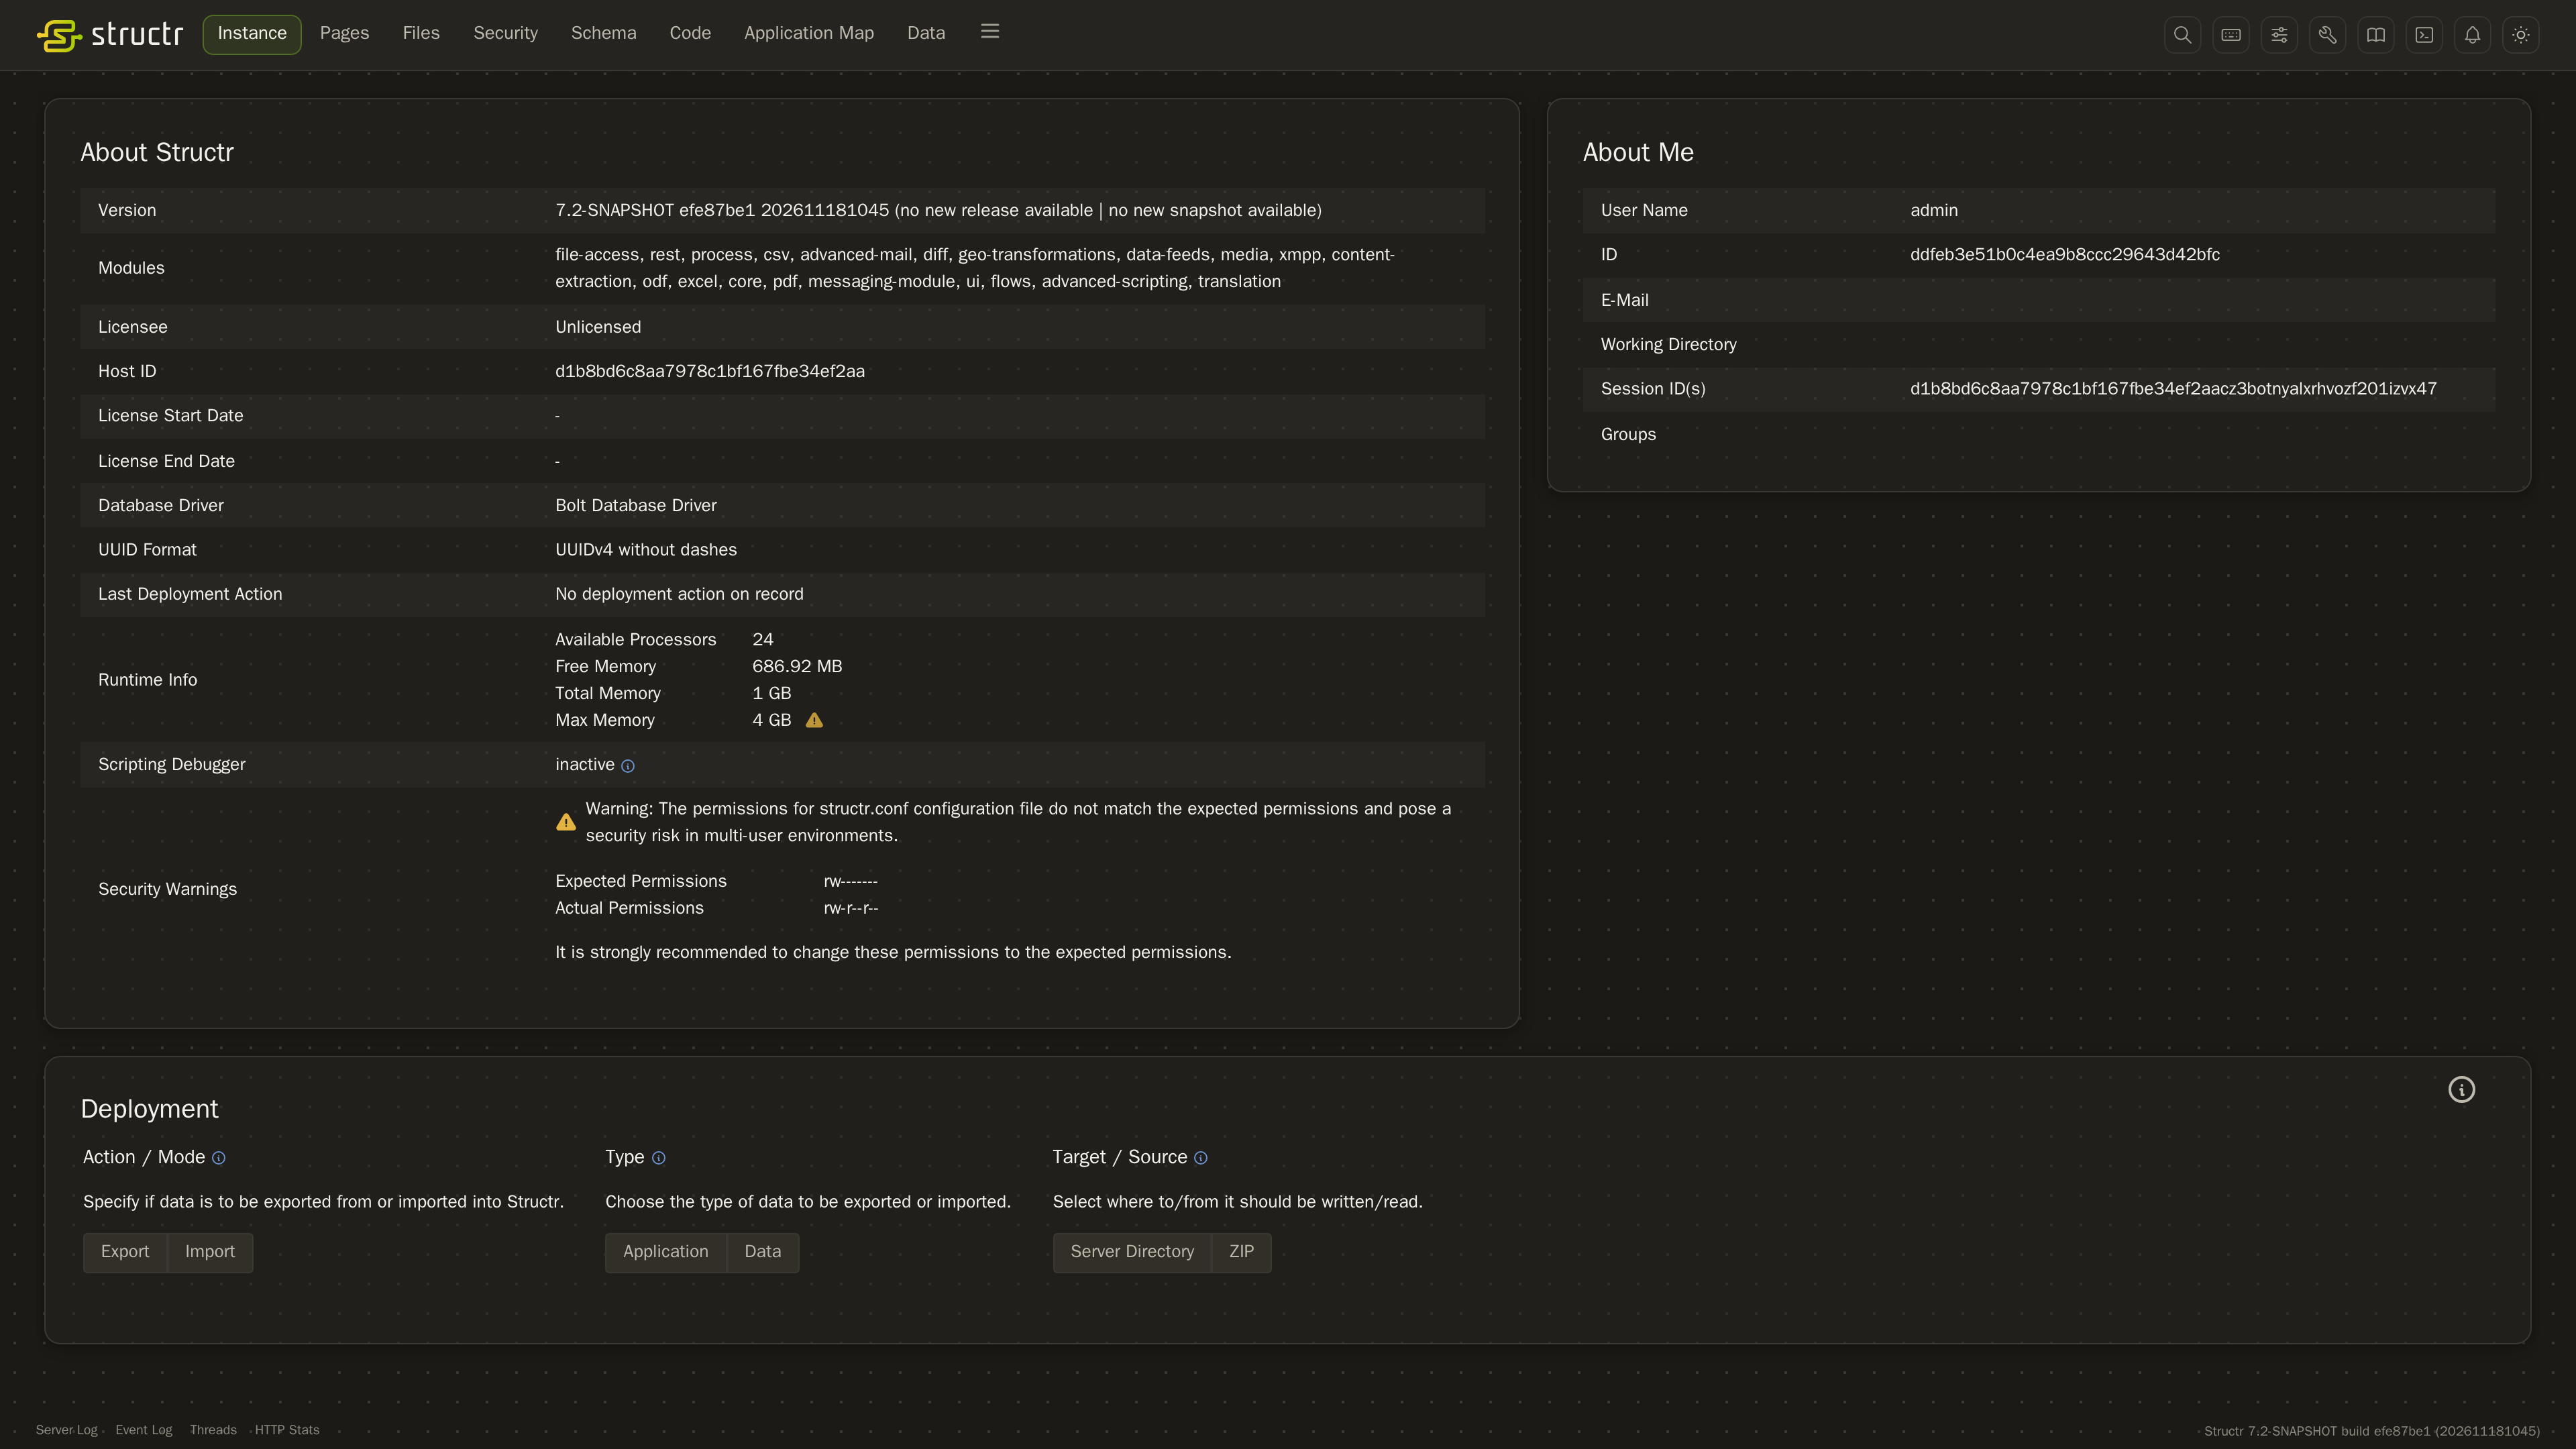 structr Instance Pages Files Security Schema Code Application Map Data
About Structr
Version 7.2-SNAPSHOT efe87be1 202611181045 (no new release available | no new snapshot available)
Modules file-access, rest, process, csv, advanced-mail, diff, geo-transformations, data-feeds, media, xmpp, content-
extraction, odf, excel, core, pdf, messaging-module, ui, flows, advanced-scripting, translation
Licensee Unlicensed
Host ID d1b8bd6c8aa7978c1bf167fbe34ef2aa
License Start Date -
License End Date -
Database Driver Bolt Database Driver
UUID Format UUIDv4 without dashes
Last Deployment Action No deployment action on record
Runtime Info
Available Processors 24
Free Memory 686.92 MB
Total Memory 1 GB
Max Memory 4 GB
Scripting Debugger inactive
Security Warnings
Warning: The permissions for structr.conf configuration file do not match the expected permissions and pose a
security risk in multi-user environments.
Expected Permissions rw-------
Actual Permissions rw-r--r--
It is strongly recommended to change these permissions to the expected permissions.
About Me
User Name admin
ID ddfeb3e51b0c4ea9b8ccc29643d42bfc
E-Mail
Working Directory
Session ID(s) d1b8bd6c8aa7978c1bf167fbe34ef2aacz3botnyalxrhvozf201izvx47
Groups
Deployment
Action / Mode
Specify if data is to be exported from or imported into Structr.
Export Import
Type
Choose the type of data to be exported or imported.
Application Data
Target / Source
Select where to/from it should be written/read.
Server Directory ZIP
Server Log Event Log Threads HTTP Stats
Structr 7.2-SNAPSHOT build efe87be1 (202611181045)